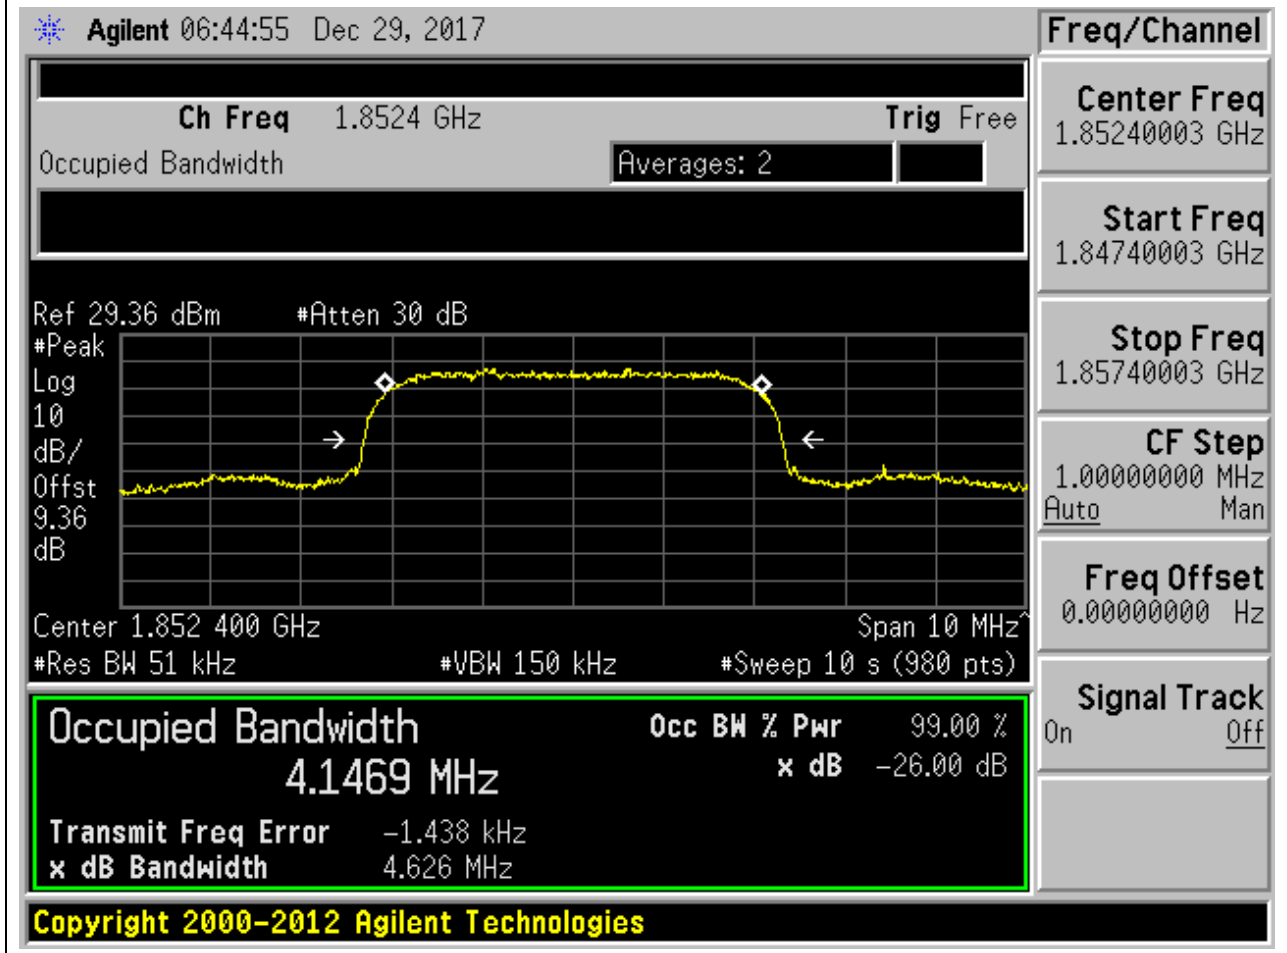 Agilent 06:44:55 Dec 29, 2017
Freq/Channel
Ch Freq 1.8524 GHz Trig Free
Occupied Bandwidth Averages: 2
Ref 29.36 dBm #Atten 30 dB
#Peak
Log
10
dB/
Offst
9.36
dB
Center 1.852 400 GHz Span 10 MHz^
#Res BW 51 kHz #VBW 150 kHz #Sweep 10 s (980 pts)
Occupied Bandwidth Occ BW % Pwr 99.00 %
4.1469 MHz x dB -26.00 dB
Transmit Freq Error -1.438 kHz
x dB Bandwidth 4.626 MHz
Center Freq
1.85240003 GHz
Start Freq
1.84740003 GHz
Stop Freq
1.85740003 GHz
CF Step
1.00000000 MHz
Auto Man
Freq Offset
0.00000000 Hz
Signal Track
On Off
Copyright 2000-2012 Agilent Technologies